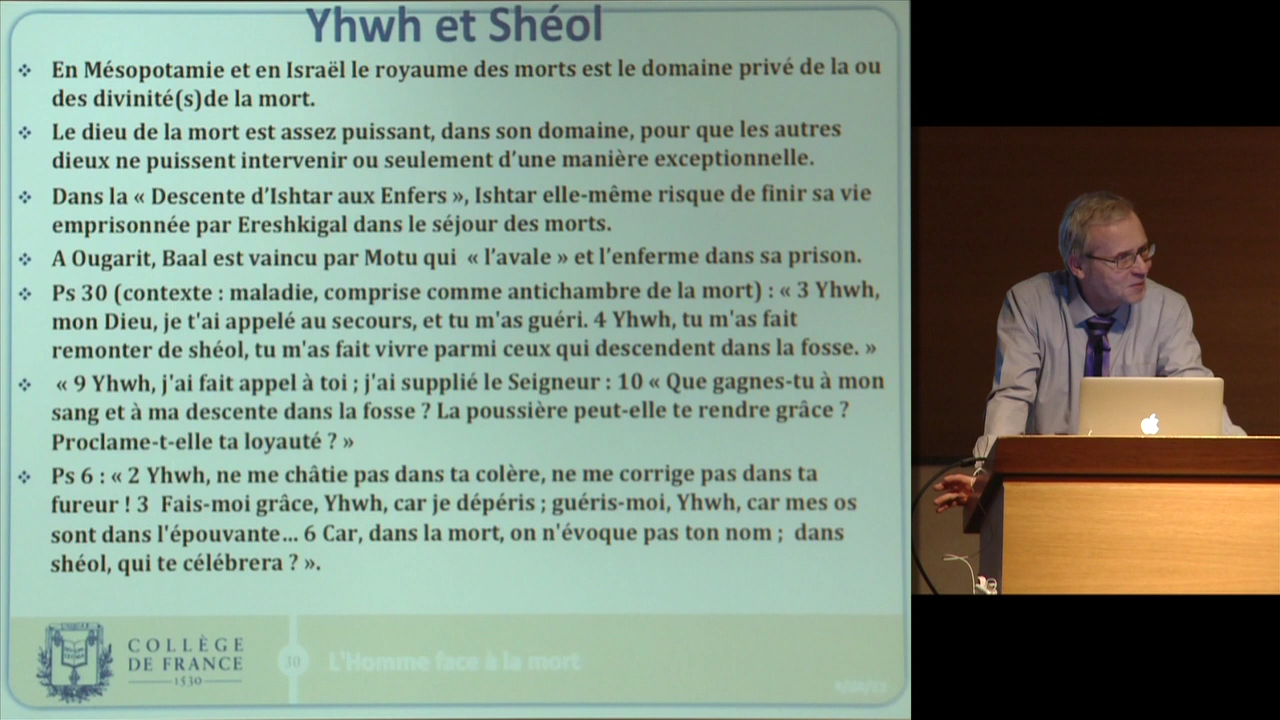 Yhwh et Shéol
❖ En Mésopotamie et en Israël le royaume des morts est le domaine privé de la ou
des divinité(s)de la mort.
❖ Le dieu de la mort est assez puissant, dans son domaine, pour que les autres
dieux ne puissent intervenir ou seulement d'une manière exceptionnelle.
❖ Dans la « Descente d'Ishtar aux Enfers », Ishtar elle-même risque de finir sa vie
emprisonnée par Ereshkigal dans le séjour des morts.
❖ A Ougarit, Baal est vaincu par Motu qui « l'avale » et l'enferme dans sa prison.
❖ Ps 30 (contexte : maladie, comprise comme antichambre de la mort) : « 3 Yhwh,
mon Dieu, je t'ai appelé au secours, et tu m'as guéri. 4 Yhwh, tu m'as fait
remonter de shéol, tu m'as fait vivre parmi ceux qui descendent dans la fosse. »
❖ « 9 Yhwh, j'ai fait appel à toi ; j'ai supplié le Seigneur : 10 « Que gagnes-tu à mon
sang et à ma descente dans la fosse ? La poussière peut-elle te rendre grâce ?
Proclame-t-elle ta loyauté ? »
❖ Ps 6 : « 2 Yhwh, ne me châtie pas dans ta colère, ne me corrige pas dans ta
fureur ! 3 Fais-moi grâce, Yhwh, car je dépéris ; guéris-moi, Yhwh, car mes os
sont dans l'épouvante... 6 Car, dans la mort, on n'évoque pas ton nom ; dans
shéol, qui te célébrera ? ».
COLLÈGE
DE FRANCE
1530
30
L'Homme face à la mort